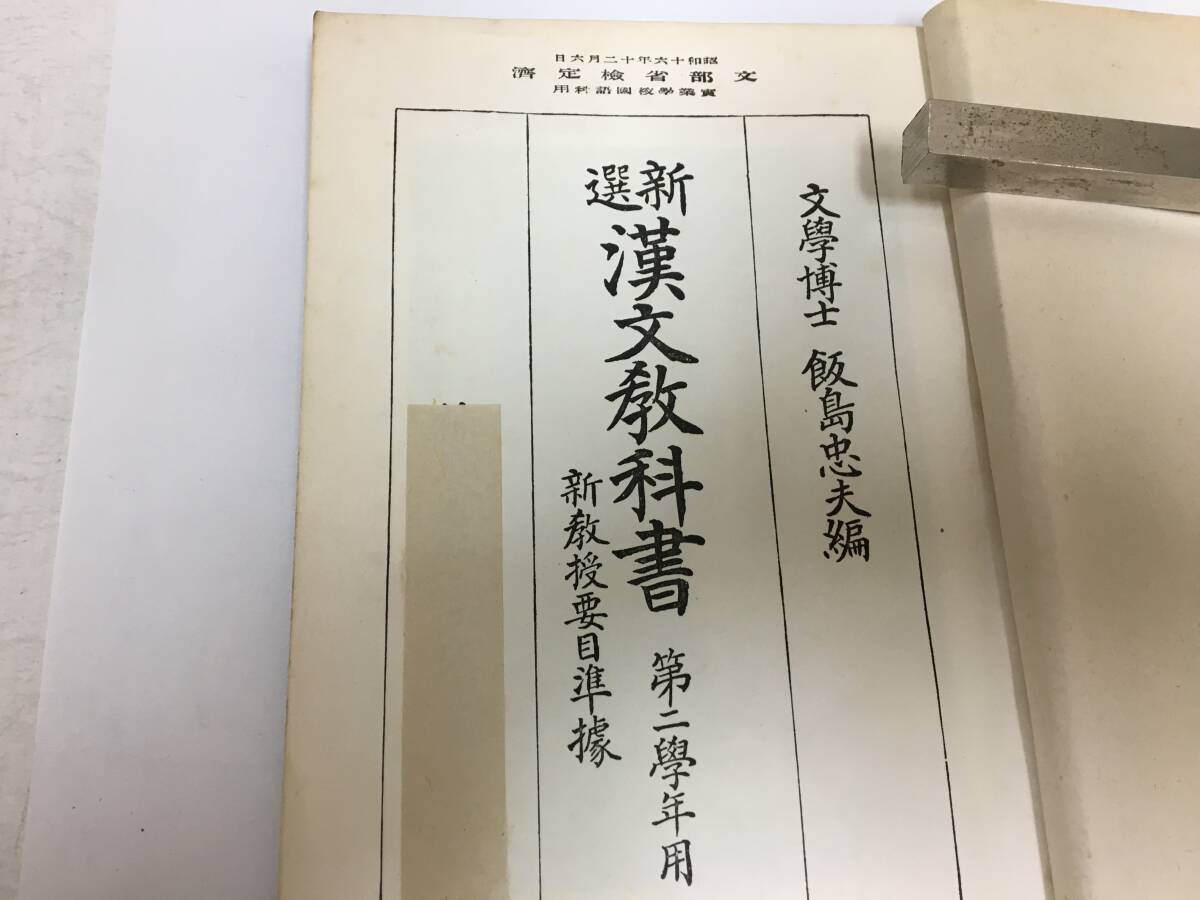 昭和十六年十二月六日
文部省檢定濟
實業學校國語科用
文學博士 飯島忠夫編
新選 漢文教科書 第二學年用
新教授要目準據